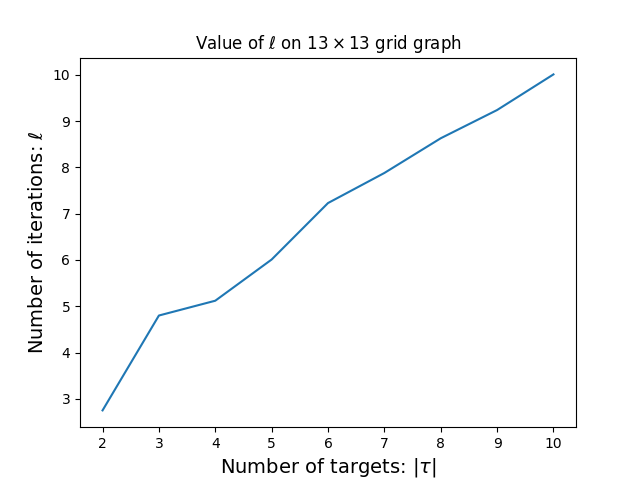 Value of ℓ on 13 × 13 grid graph
Number of iterations: ℓ
10
9
8
7
6
5
4
3
2 3 4 5 6 7 8 9 10
Number of targets: |τ|